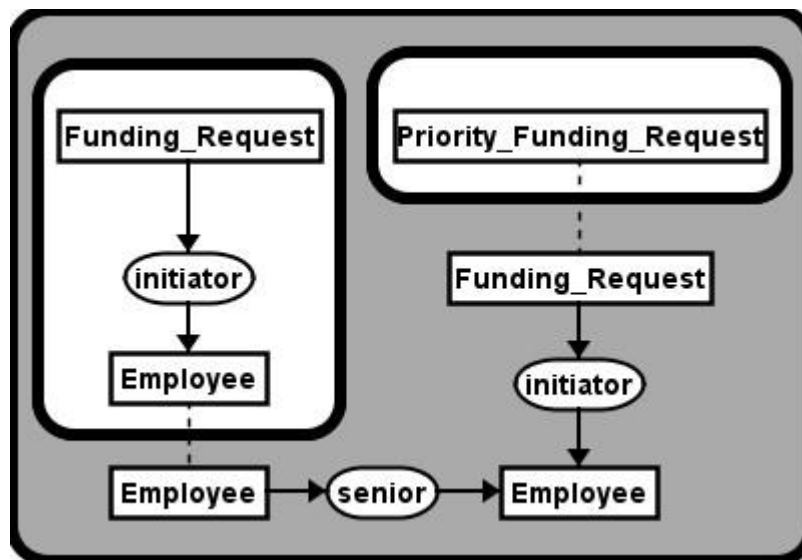 Funding_Request
initiator
Employee
Priority_Funding_Request
Funding_Request
initiator
Employee senior Employee